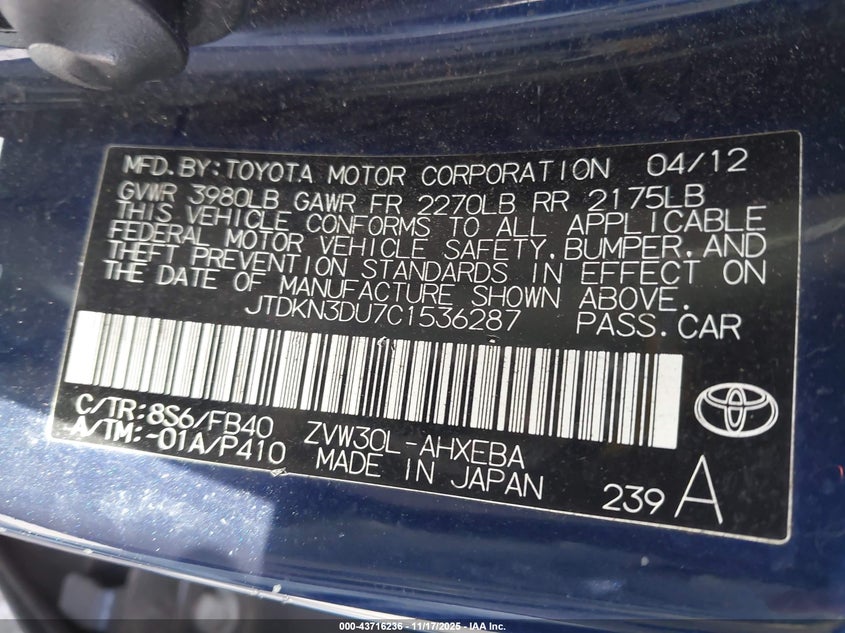 MFD.BY:TOYOTA MOTOR CORPORATION 04/12
GVWR 3980LB GAWR FR 2270LB RR 2175LB
THIS VEHICLE CONFORMS TO ALL APPLICABLE
FEDERAL MOTOR VEHICLE SAFETY,BUMPER,AND
THEFT PREVENTION STANDARDS IN EFFECT ON
THE DATE OF MANUFACTURE SHOWN ABOVE.
JTDKN3DU7C1536287 PASS.CAR
C/TR:8S6/FB40 ZVW30L-AHXEBA
A/TM:-01A/P410 MADE IN JAPAN
239 A
000-43716236 - 11/17/2025 - IAA Inc.